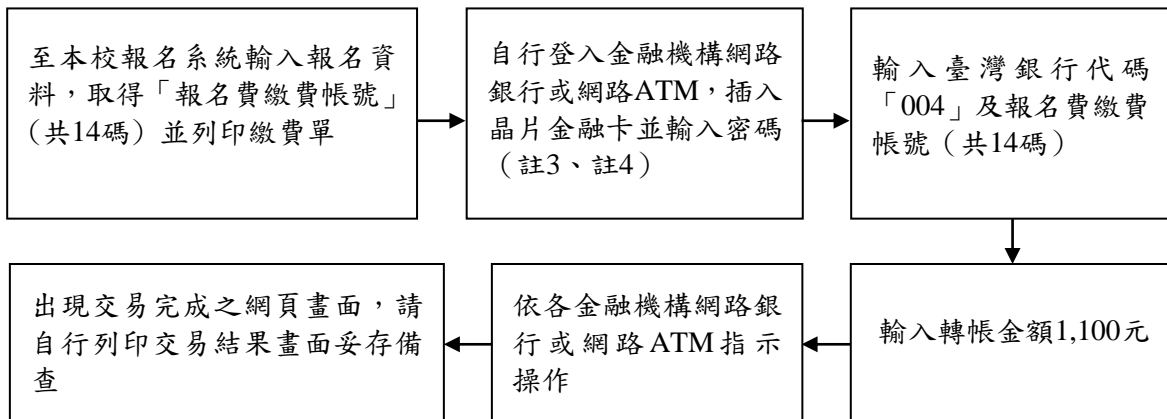 至本校報名系統輸入報名資
料，取得「報名費繳費帳號」
（共14碼）並列印繳費單
自行登入金融機構網路
銀行或網路ATM，插入
晶片金融卡並輸入密碼
（註3、註4）
輸入臺灣銀行代碼
「004」及報名費繳費
帳號（共14碼）
輸入轉帳金額1,100元
依各金融機構網路銀
行或網路ATM指示
操作
出現交易完成之網頁畫面，請
自行列印交易結果畫面妥存備
查